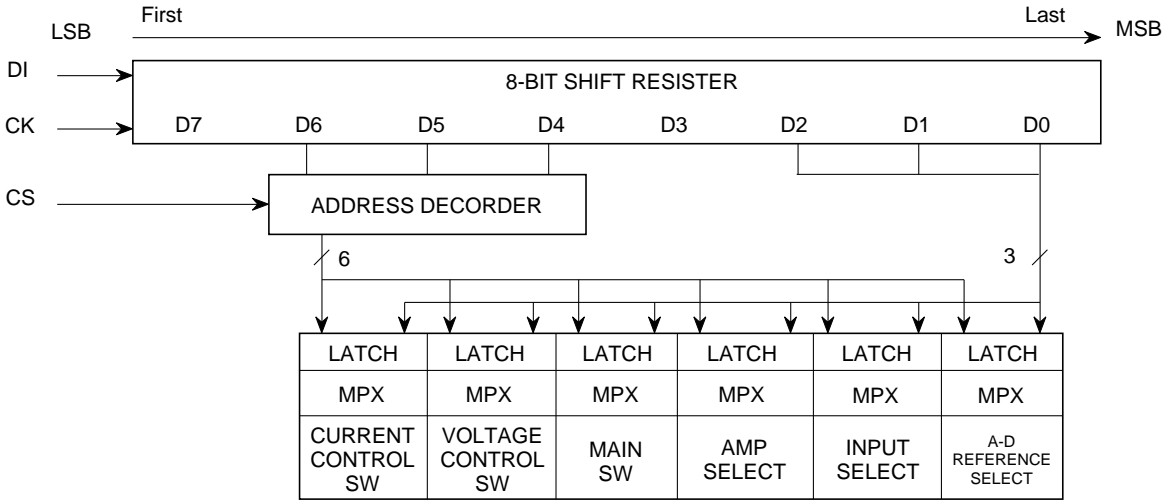 First Last
LSB MSB
DI
8-BIT SHIFT RESISTER
CK
D7 D6 D5 D4 D3 D2 D1 D0
CS
ADDRESS DECORDER
6 3
LATCH LATCH LATCH LATCH LATCH LATCH
MPX MPX MPX MPX MPX MPX
CURRENT CONTROL SW
VOLTAGE CONTROL SW
MAIN SW
AMP SELECT
INPUT SELECT
A-D REFERENCE SELECT